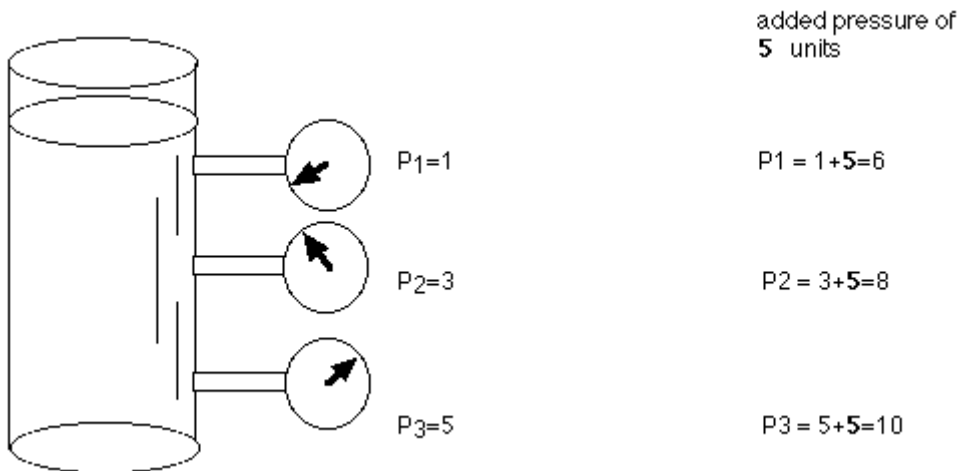 added pressure of
5 units
P1=1
P1 = 1+5=6
P2=3
P2 = 3+5=8
P3=5
P3 = 5+5=10